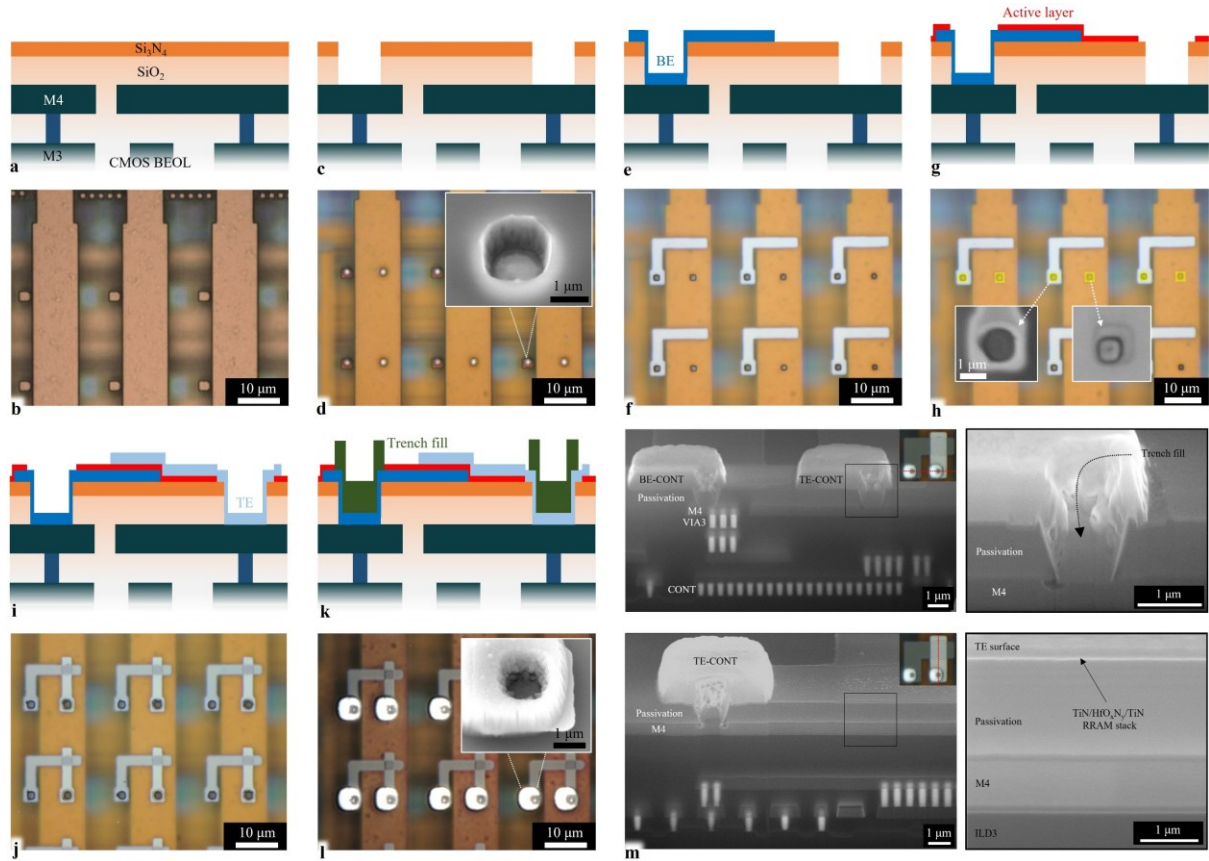 Si₃N₄
SiO₂
M4
M3
CMOS BEOL
a
c
BE
e
Active layer
g
10 µm
b
1 µm
10 µm
d
10 µm
f
1 µm
10 µm
h
TE
i
Trench fill
k
BE-CONT
TE-CONT
Passivation
M4
VIA3
CONT
1 µm
Trench fill
Passivation
M4
1 µm
10 µm
j
1 µm
10 µm
l
TE-CONT
Passivation
M4
1 µm
m
TE surface
TiN/HfOₓNᵧ/TiN
RRAM stack
Passivation
M4
ILD3
1 µm